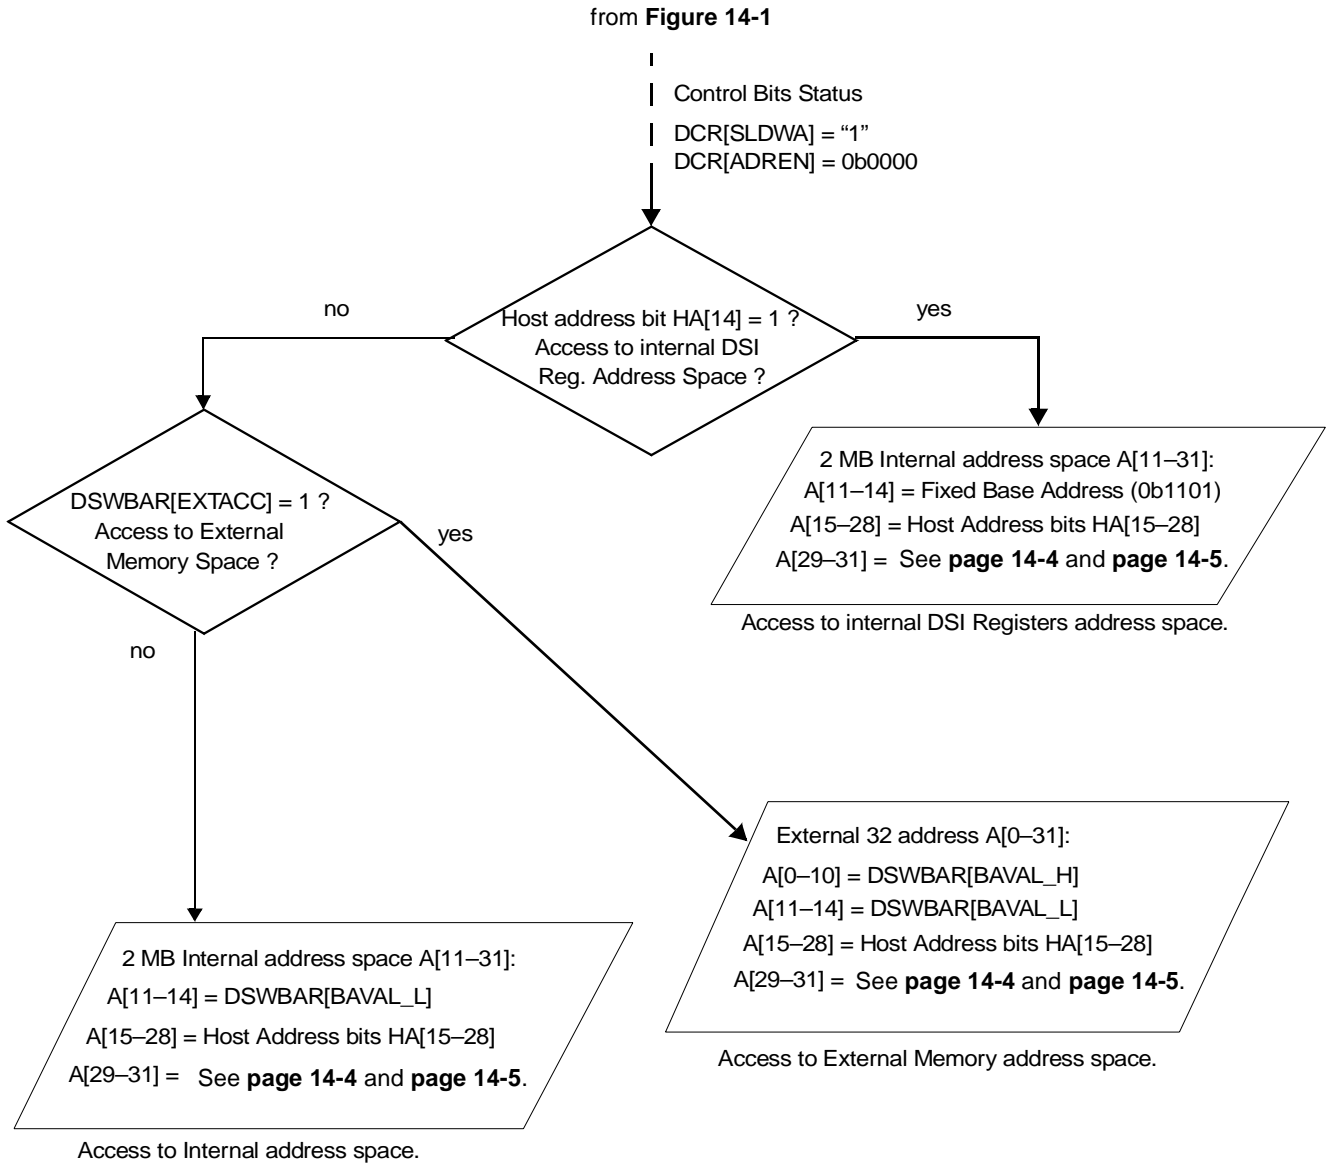 from Figure 14-1
Control Bits Status
DCR[SLDWA] = “1”
DCR[ADREN] = 0b0000
no
yes
Host address bit HA[14] = 1 ?
Access to internal DSI
Reg. Address Space ?
2 MB Internal address space A[11–31]:
A[11–14] = Fixed Base Address (0b1101)
A[15–28] = Host Address bits HA[15–28]
A[29–31] = See page 14-4 and page 14-5.
Access to internal DSI Registers address space.
DSWBAR[EXTACC] = 1 ?
Access to External
Memory Space ?
yes
no
External 32 address A[0–31]:
A[0–10] = DSWBAR[BAVAL_H]
A[11–14] = DSWBAR[BAVAL_L]
A[15–28] = Host Address bits HA[15–28]
A[29–31] = See page 14-4 and page 14-5.
Access to External Memory address space.
2 MB Internal address space A[11–31]:
A[11–14] = DSWBAR[BAVAL_L]
A[15–28] = Host Address bits HA[15–28]
A[29–31] = See page 14-4 and page 14-5.
Access to Internal address space.